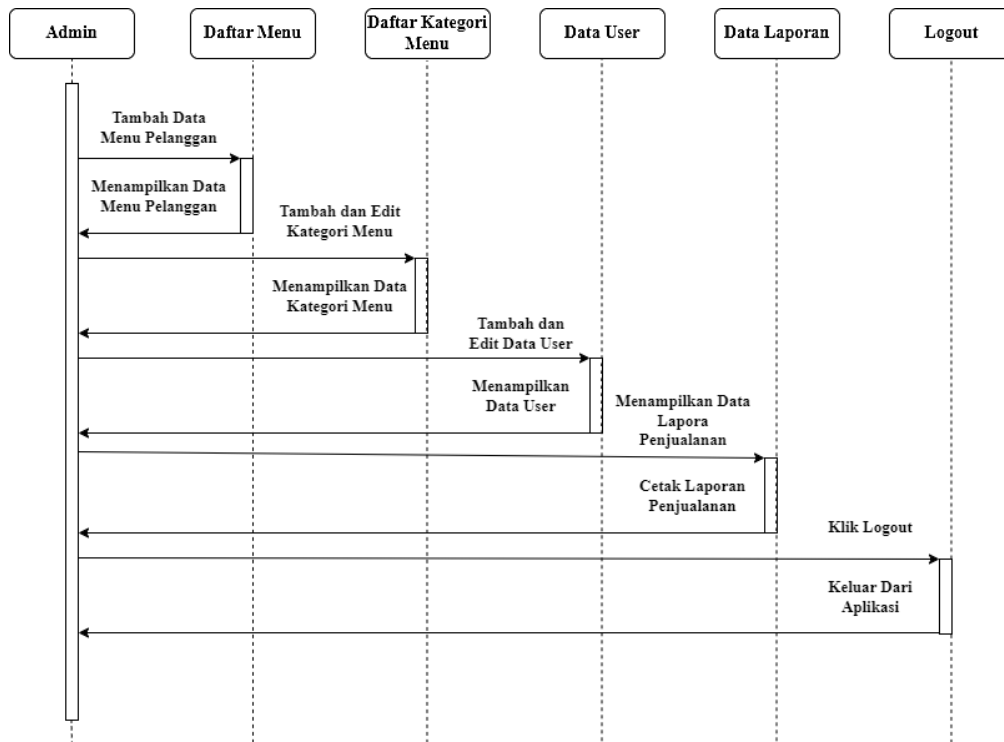 Admin
Daftar Menu
Daftar Kategori
Menu
Data User
Data Laporan
Logout
Tambah Data
Menu Pelanggan
Menampilkan Data
Menu Pelanggan
Tambah dan Edit
Kategori Menu
Menampilkan Data
Kategori Menu
Tambah dan
Edit Data User
Menampilkan
Data User
Menampilkan Data
Lapora
Penjualanan
Cetak Laporan
Penjualanan
Klik Logout
Keluar Dari
Aplikasi